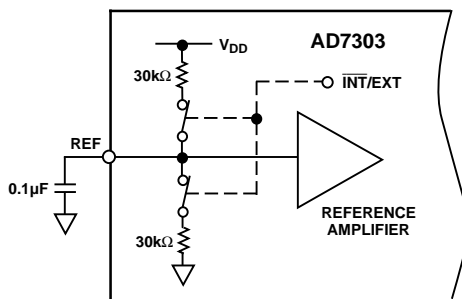 V_DD
AD7303
30kΩ
INT/EXT
REF
0.1µF
30kΩ
REFERENCE
AMPLIFIER